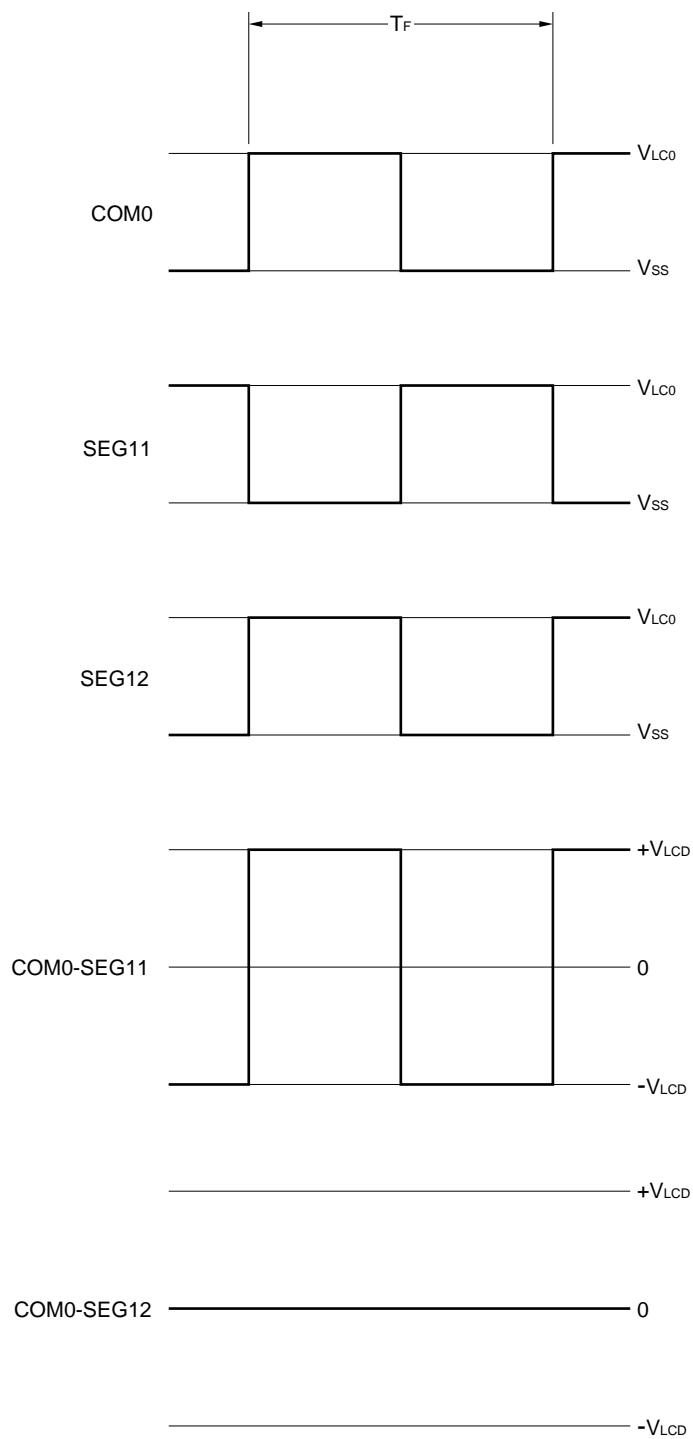 TF
VLC0
COM0
VSS
VLC0
SEG11
VSS
VLC0
SEG12
VSS
+VLCD
COM0-SEG11
0
-VLCD
+VLCD
COM0-SEG12
0
-VLCD